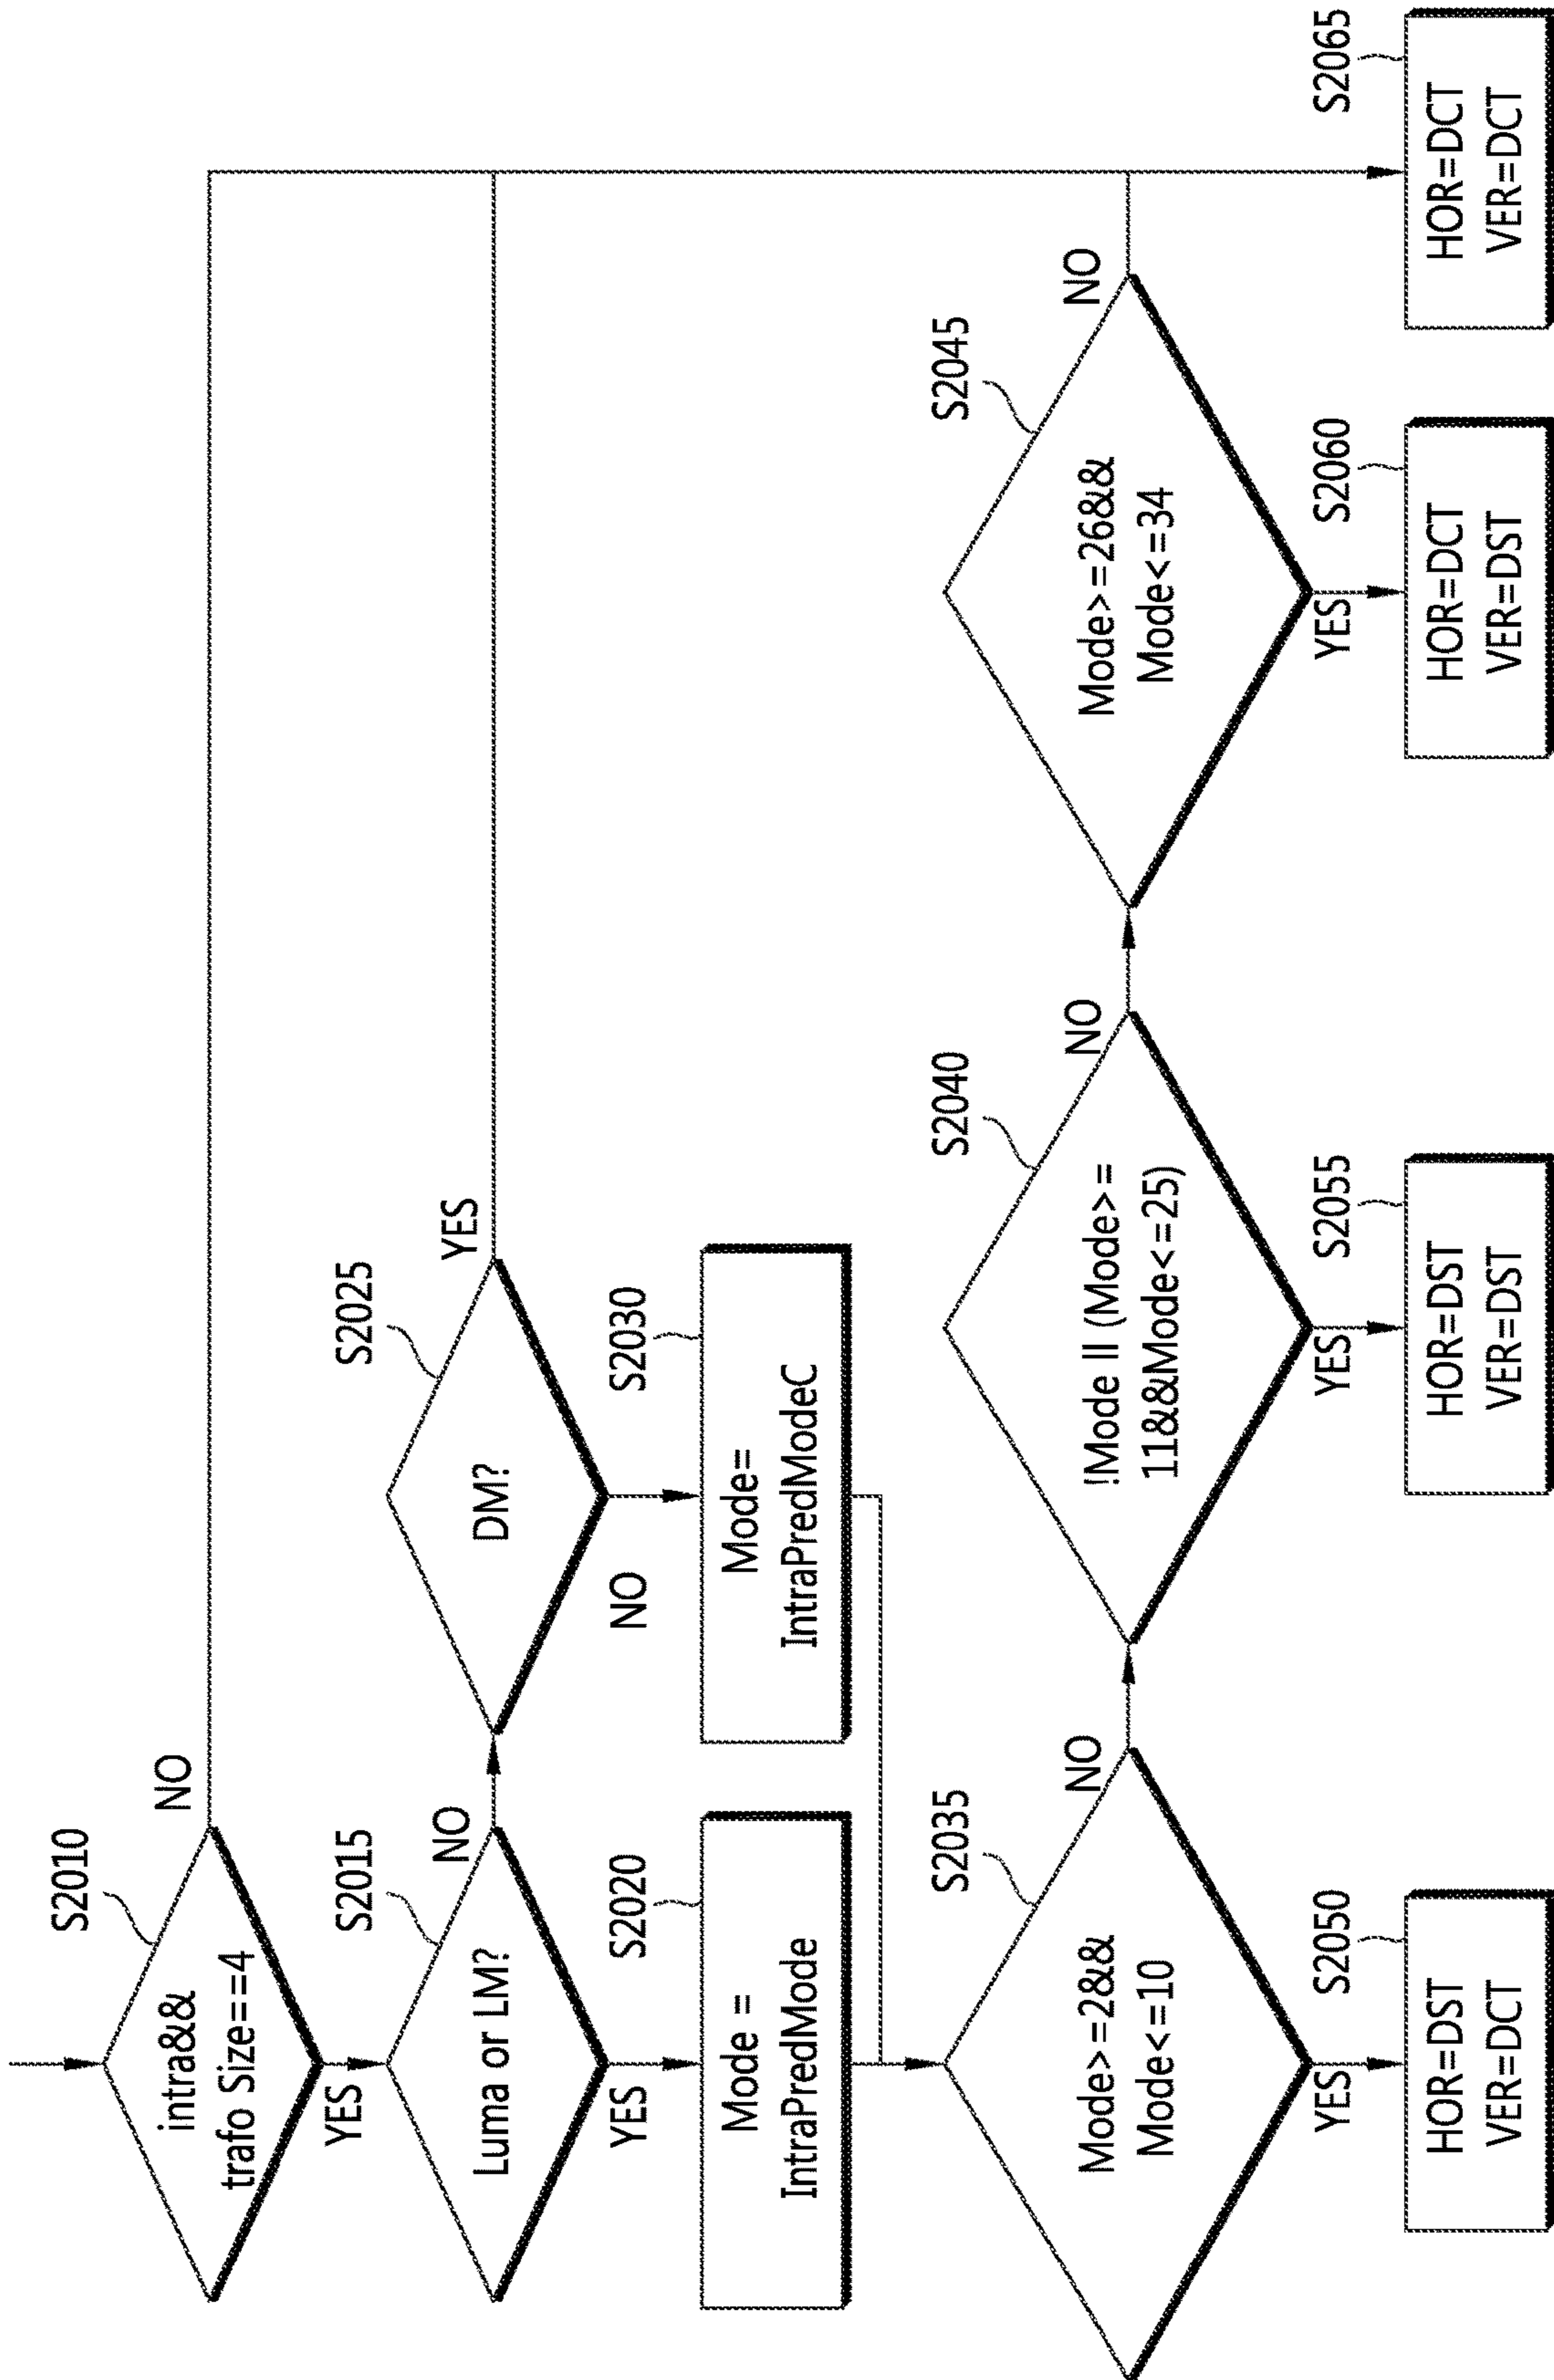 S2010
intra&&
trafo Size==4
NO
YES
S2015
Luma or LM?
NO
YES
S2025
DM?
YES
NO
S2020
Mode =
IntraPredMode
S2030
Mode=
IntraPredModeC
S2035
Mode>=2&&
Mode<=10
NO
YES
S2040
!Mode II (Mode>=
11&&Mode<=25)
NO
YES
S2045
Mode>=26&&
Mode<=34
NO
YES
S2050
HOR=DST
VER=DCT
S2055
HOR=DST
VER=DST
S2060
HOR=DCT
VER=DST
S2065
HOR=DCT
VER=DCT